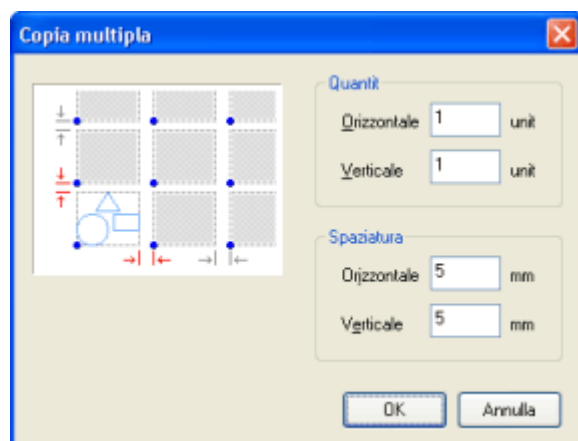 Copia multipla
Quantit
Orizzontale 1 unit
Verticale 1 unit
Spaziatura
Orizzontale 5 mm
Verticale 5 mm
OK Annulla